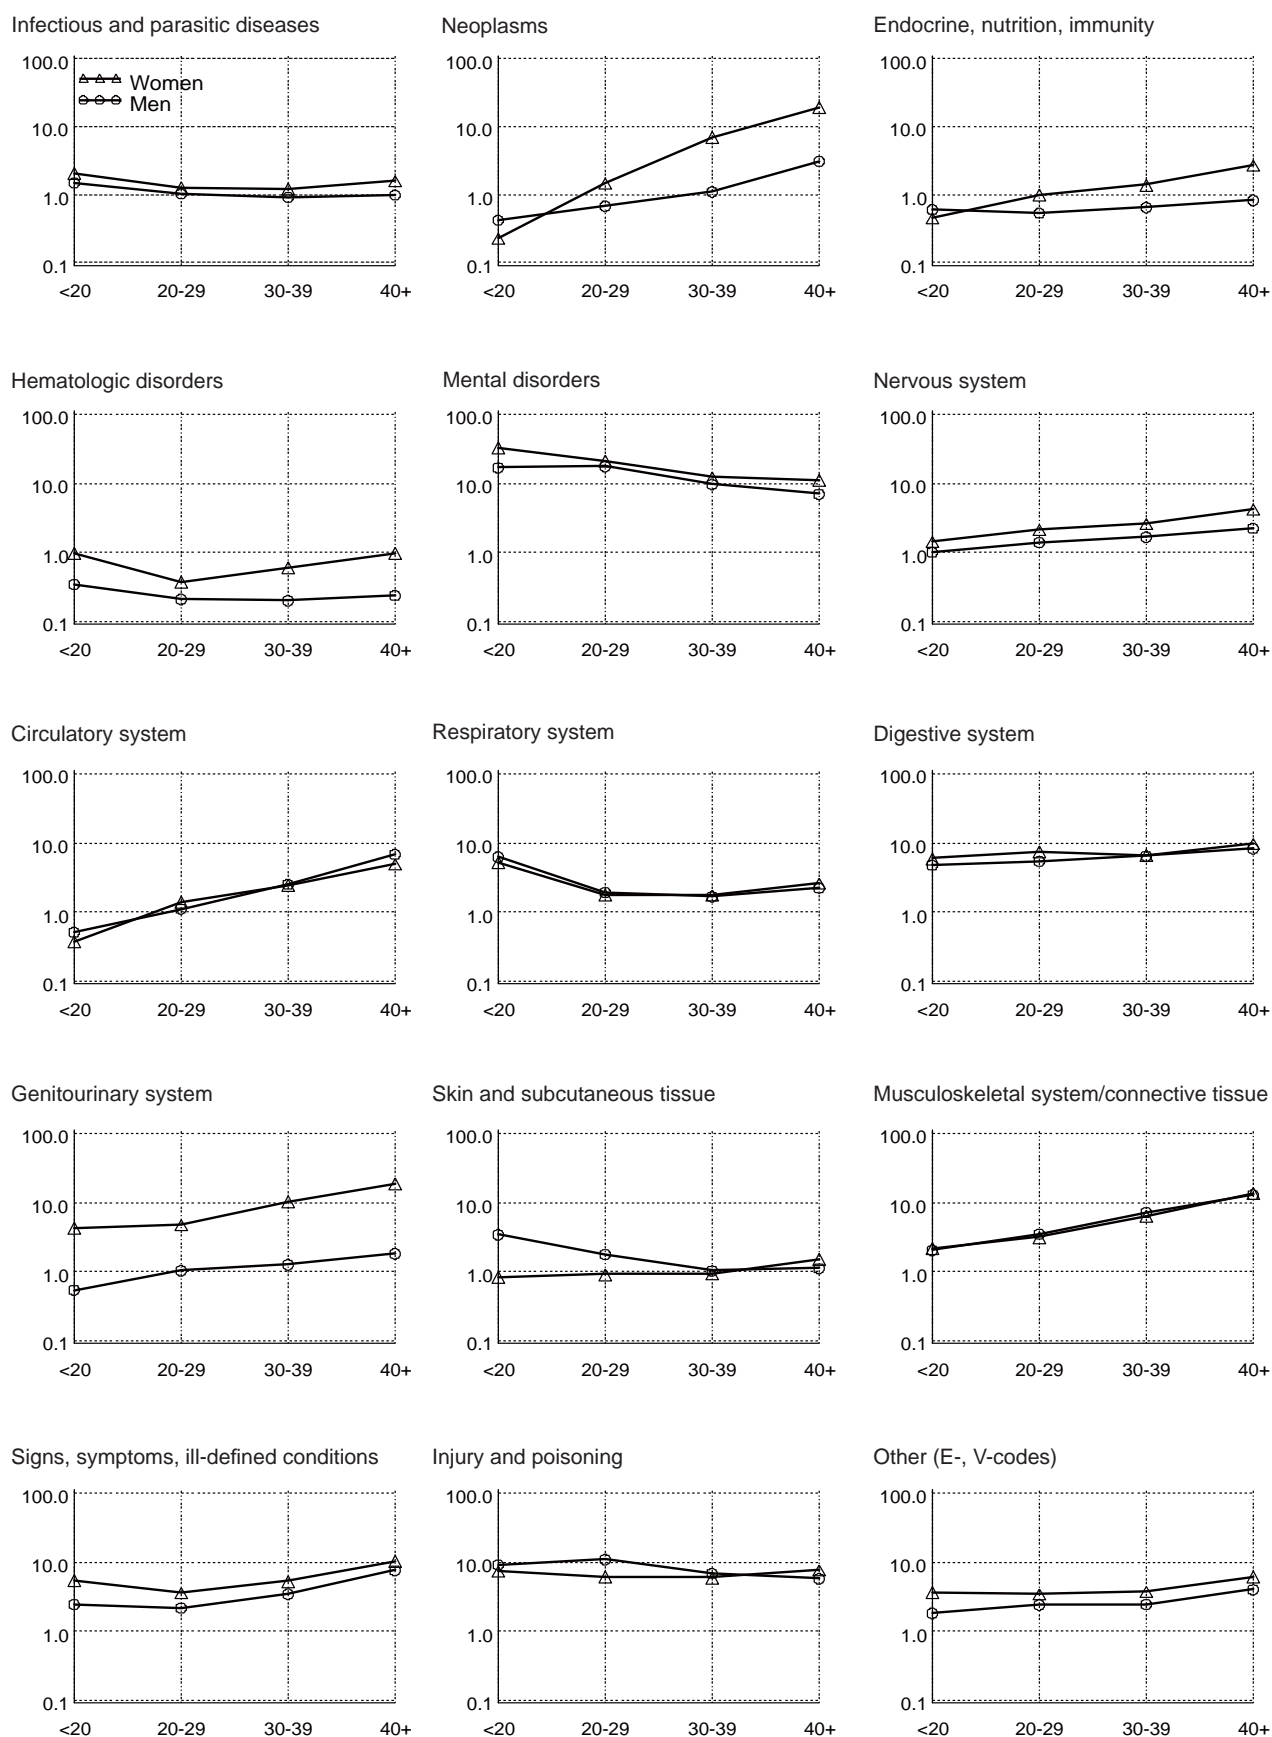 Infectious and parasitic diseases
Neoplasms
Endocrine, nutrition, immunity
100.0
10.0
1.0
0.1
Women
Men
<20 20-29 30-39 40+
100.0
10.0
1.0
0.1
<20 20-29 30-39 40+
100.0
10.0
1.0
0.1
<20 20-29 30-39 40+
Hematologic disorders
Mental disorders
Nervous system
100.0
10.0
1.0
0.1
<20 20-29 30-39 40+
100.0
10.0
1.0
0.1
<20 20-29 30-39 40+
100.0
10.0
1.0
0.1
<20 20-29 30-39 40+
Circulatory system
Respiratory system
Digestive system
100.0
10.0
1.0
0.1
<20 20-29 30-39 40+
100.0
10.0
1.0
0.1
<20 20-29 30-39 40+
100.0
10.0
1.0
0.1
<20 20-29 30-39 40+
Genitourinary system
Skin and subcutaneous tissue
Musculoskeletal system/connective tissue
100.0
10.0
1.0
0.1
<20 20-29 30-39 40+
100.0
10.0
1.0
0.1
<20 20-29 30-39 40+
100.0
10.0
1.0
0.1
<20 20-29 30-39 40+
Signs, symptoms, ill-defined conditions
Injury and poisoning
Other (E-, V-codes)
100.0
10.0
1.0
0.1
<20 20-29 30-39 40+
100.0
10.0
1.0
0.1
<20 20-29 30-39 40+
100.0
10.0
1.0
0.1
<20 20-29 30-39 40+